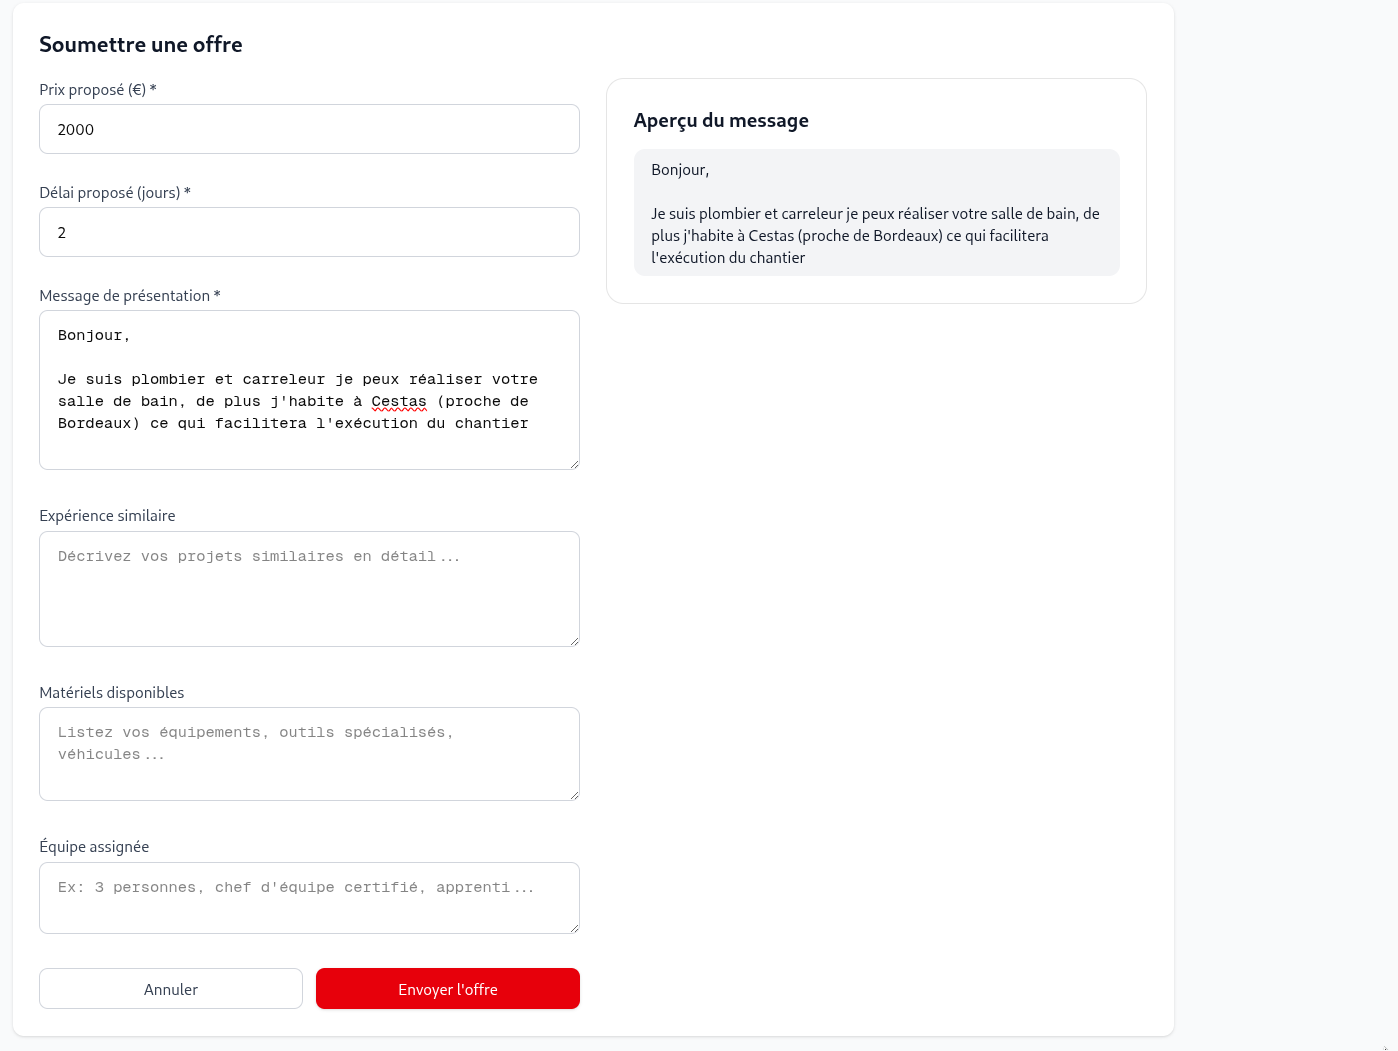 Soumettre une offre
Prix proposé (€) *
2000
Délai proposé (jours) *
2
Message de présentation *
Bonjour,
Je suis plombier et carreleur je peux réaliser votre
salle de bain, de plus j'habite à Cestas (proche de
Bordeaux) ce qui facilitera l'exécution du chantier
Expérience similaire
Décrivez vos projets similaires en détail...
Matériels disponibles
Listez vos équipements, outils spécialisés,
véhicules...
Équipe assignée
Ex: 3 personnes, chef d'équipe certifié, apprenti...
Annuler
Envoyer l'offre
Aperçu du message
Bonjour,
Je suis plombier et carreleur je peux réaliser votre salle de bain, de
plus j'habite à Cestas (proche de Bordeaux) ce qui facilitera
l'exécution du chantier